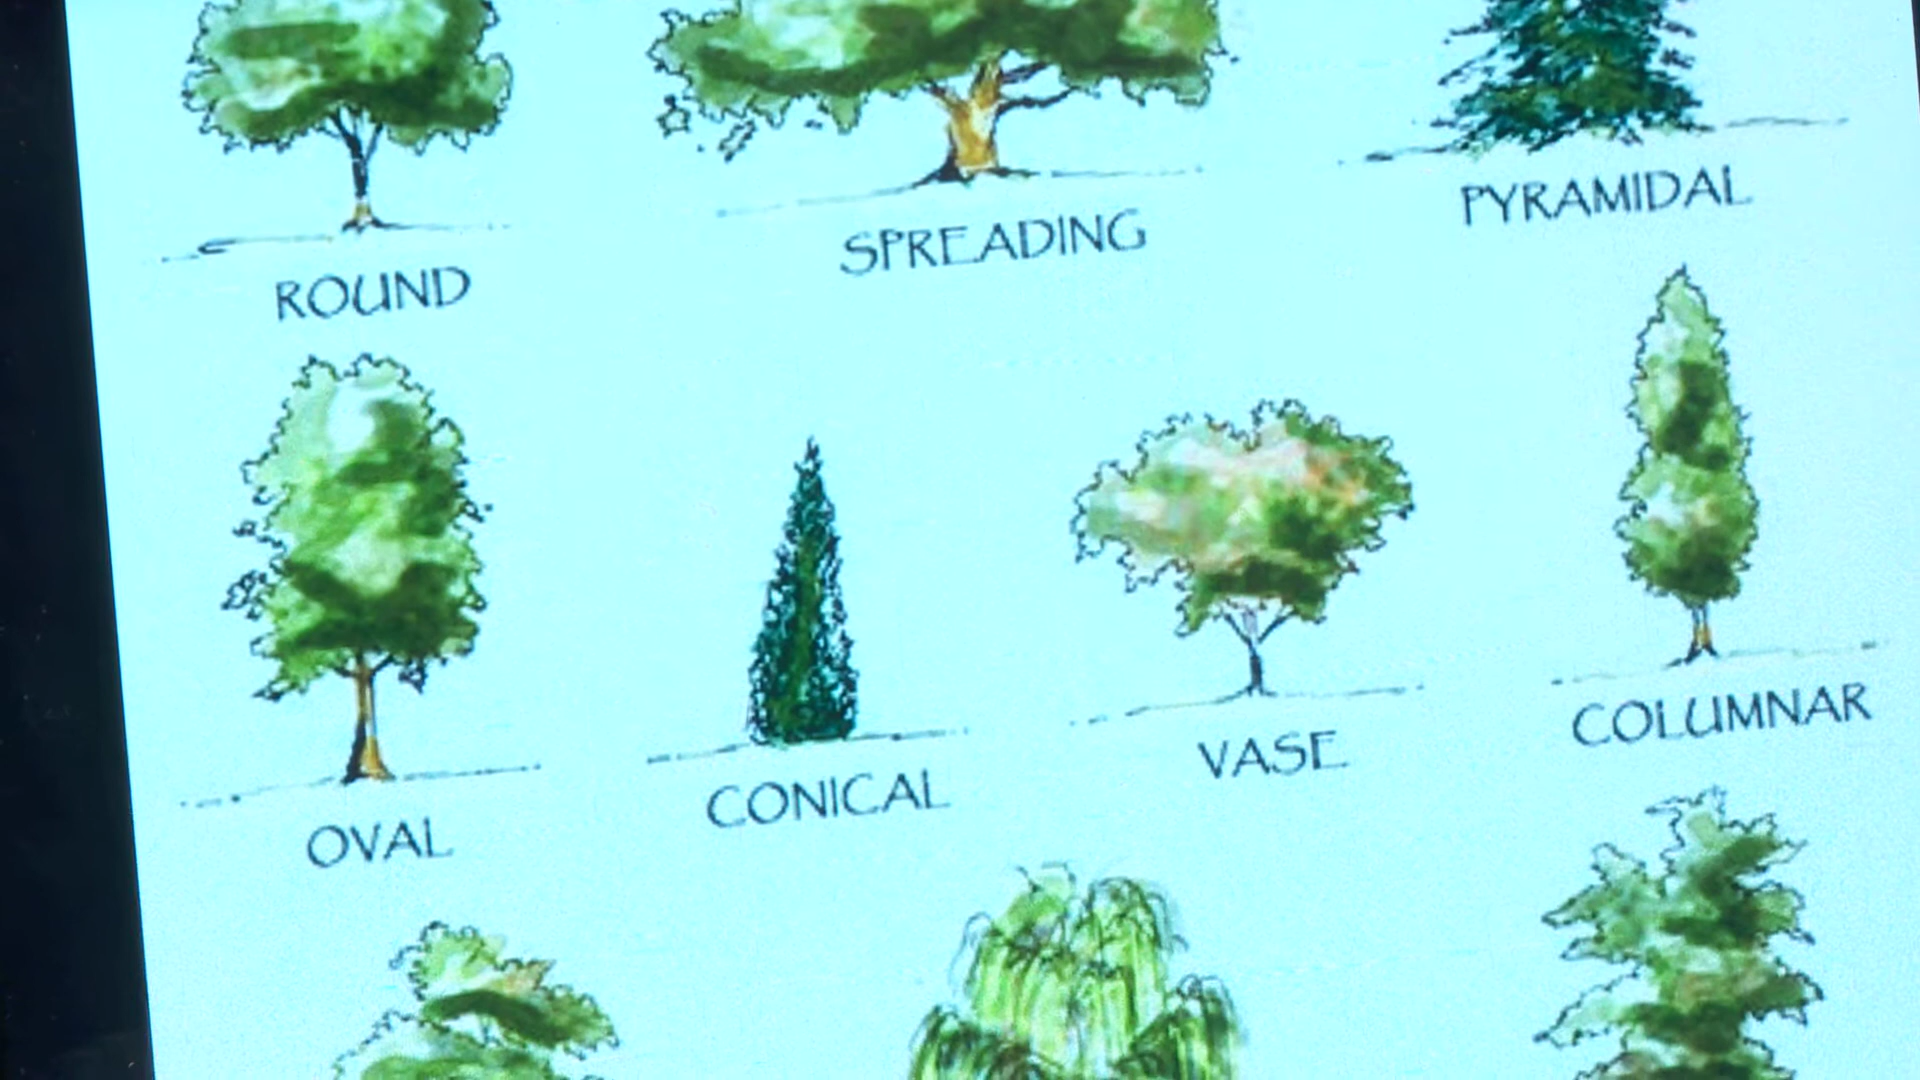 ROUND
SPREADING
PYRAMIDAL
OVAL
CONICAL
VASE
COLUMNAR